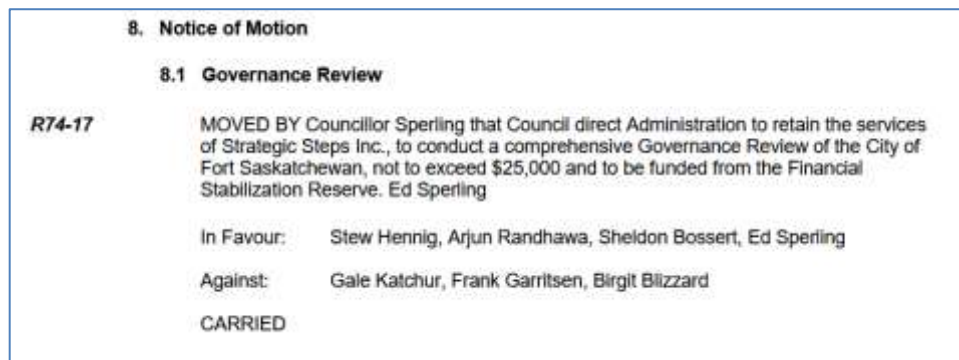 8. Notice of Motion
8.1 Governance Review
R74-17 MOVED BY Councillor Sperling that Council direct Administration to retain the services
of Strategic Steps Inc., to conduct a comprehensive Governance Review of the City of
Fort Saskatchewan, not to exceed $25,000 and to be funded from the Financial
Stabilization Reserve. Ed Sperling
In Favour: Stew Hennig, Arjun Randhawa, Sheldon Bossert, Ed Sperling
Against: Gale Katchur, Frank Garritsen, Birgit Blizzard
CARRIED